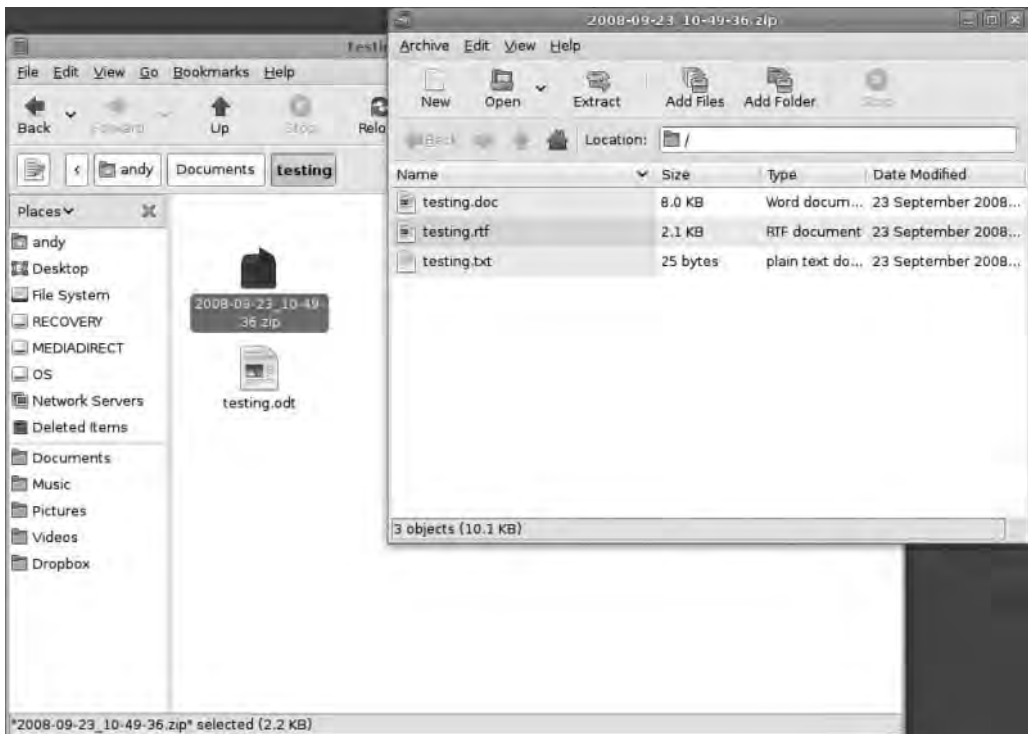 2008-09-23_10-49-36.zip
Archive Edit View Help
New Open Extract Add Files Add Folder Stop
Back Location: /
Name Size Type Date Modified
testing.doc 8.0 KB Word docum... 23 September 2008...
testing.rtf 2.1 KB RTF document 23 September 2008...
testing.txt 25 bytes plain text do... 23 September 2008...
3 objects (10.1 KB)
File Edit View Go Bookmarks Help
Back Forward Up Stop Relo
andy Documents testing
Places
andy
Desktop
File System
RECOVERY
MEDIADIRECT
OS
Network Servers
Deleted Items
Documents
Music
Pictures
Videos
Dropbox
2008-09-23_10-49-
36.zip
testing.odt
"2008-09-23_10-49-36.zip" selected (2.2 KB)